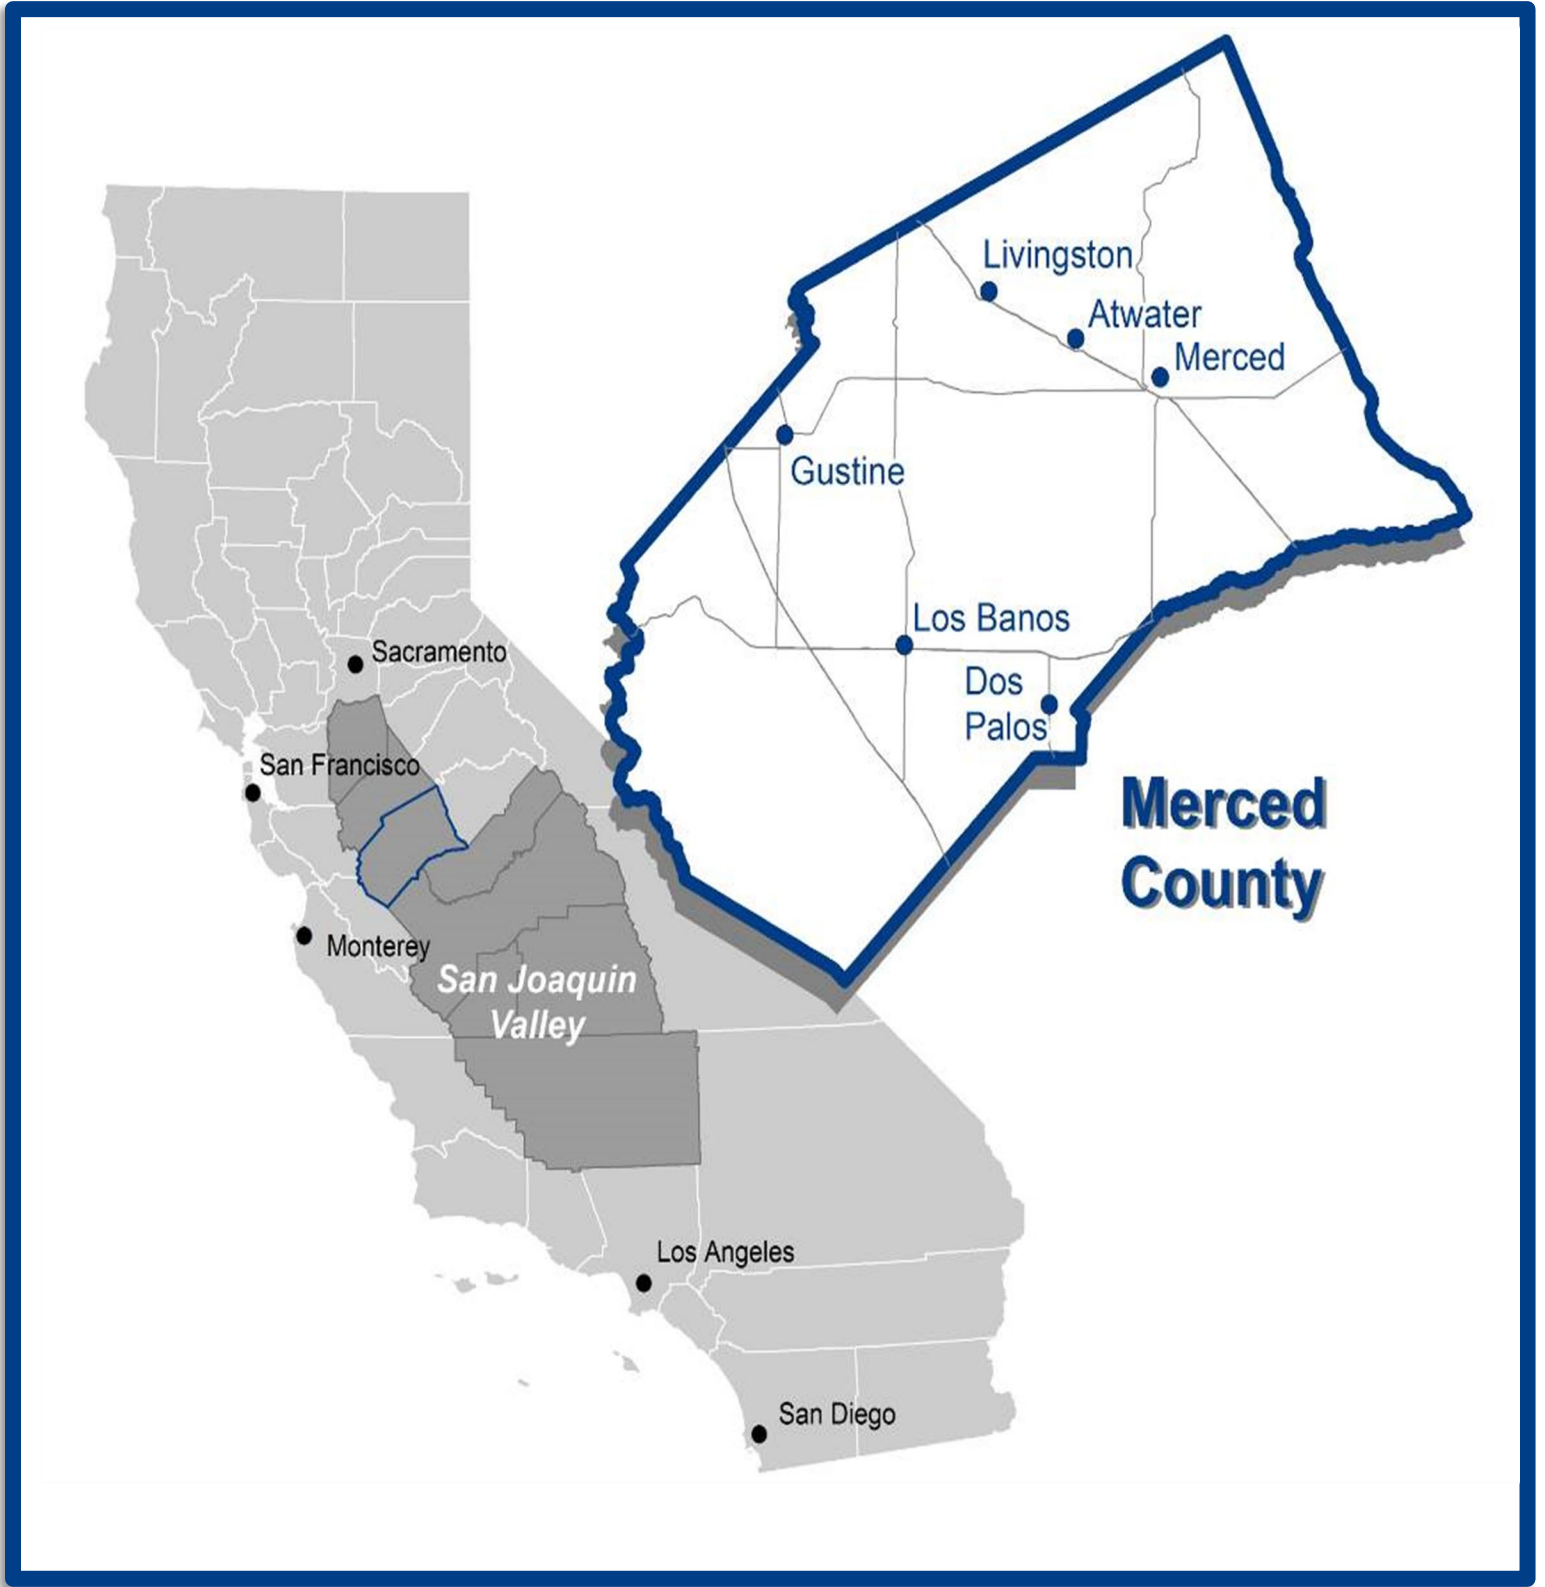 Livingston
Atwater
Merced
Gustine
Los Banos
Dos
Palos
Merced
County
Sacramento
San Francisco
Monterey
San Joaquin
Valley
Los Angeles
San Diego